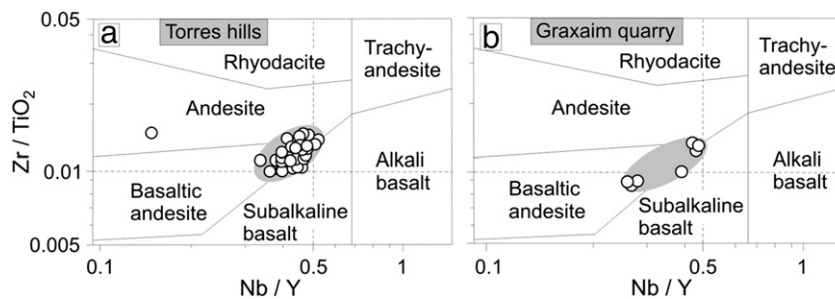 a
Torres hills
Rhyodacite
Trachy-
andesite
Andesite
Basaltic
andesite
Subalkaline
basalt
Alkali
basalt
0.05
0.01
0.005
Zr / TiO₂
0.1
0.5
1
Nb / Y
b
Graxaim quarry
Rhyodacite
Trachy-
andesite
Andesite
Basaltic
andesite
Subalkaline
basalt
Alkali
basalt
0.1
0.5
1
Nb / Y